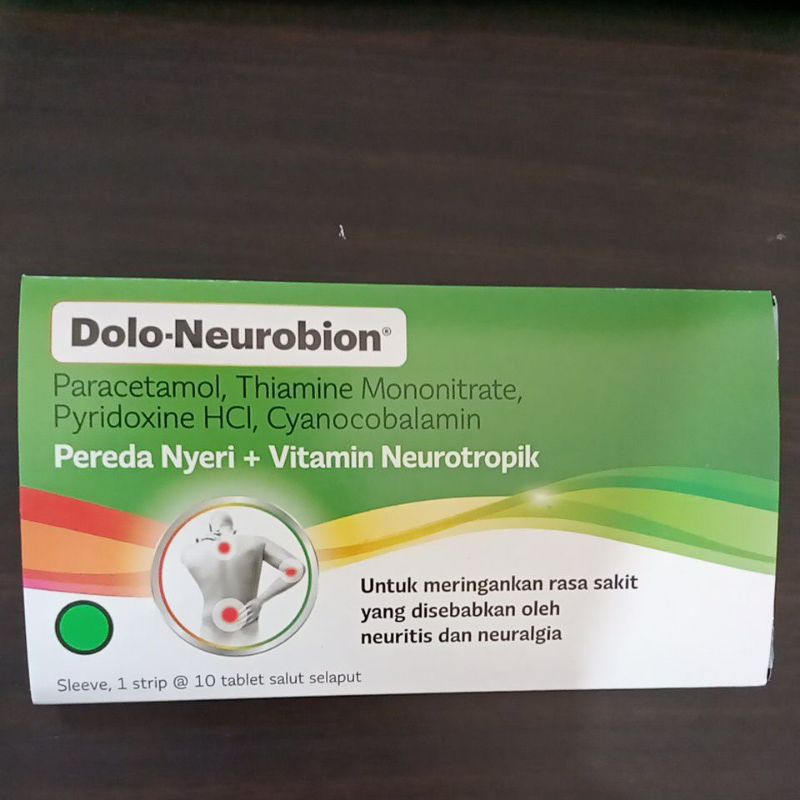 Dolo-Neurobion®
Paracetamol, Thiamine Mononitrate,
Pyridoxine HCl, Cyanocobalamin
Pereda Nyeri + Vitamin Neurotropik
Untuk meringankan rasa sakit
yang disebabkan oleh
neuritis dan neuralgia
Sleeve, 1 strip @ 10 tablet salut selaput